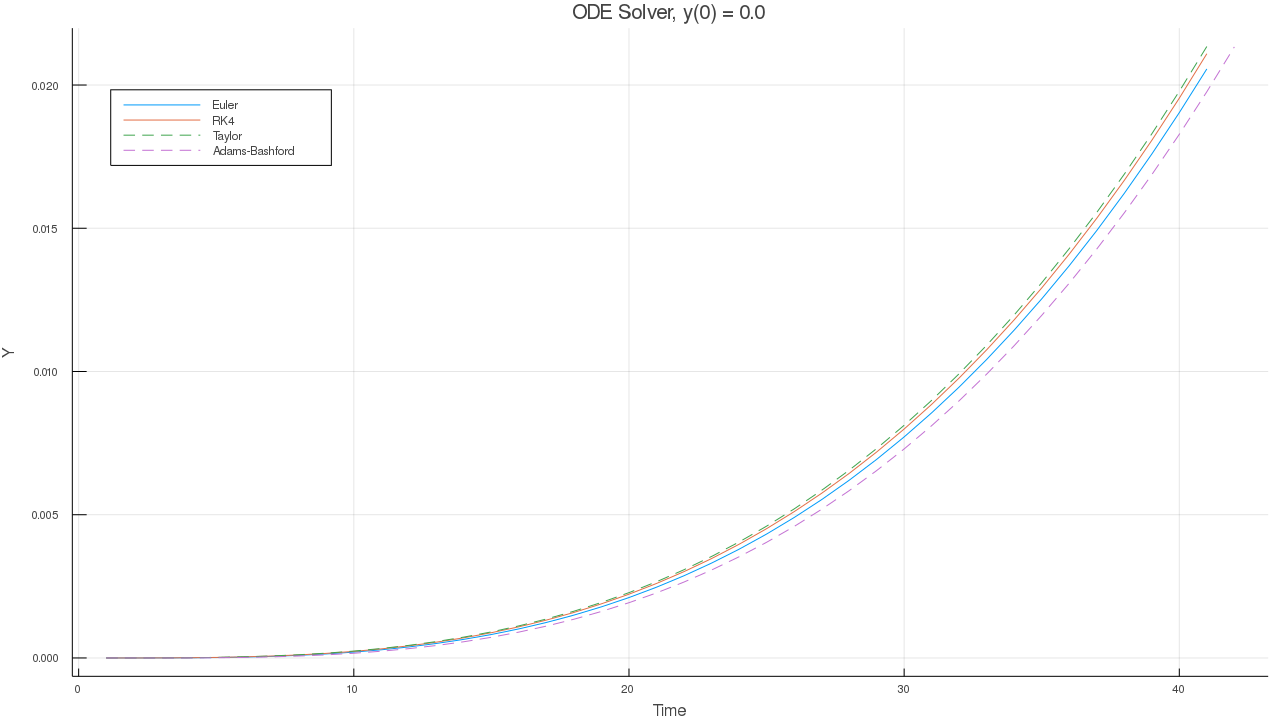 ODE Solver, y(0) = 0.0
Euler
RK4
Taylor
Adams-Bashford
0.020
0.015
0.010
0.005
0.000
Y
0 10 20 30 40
Time